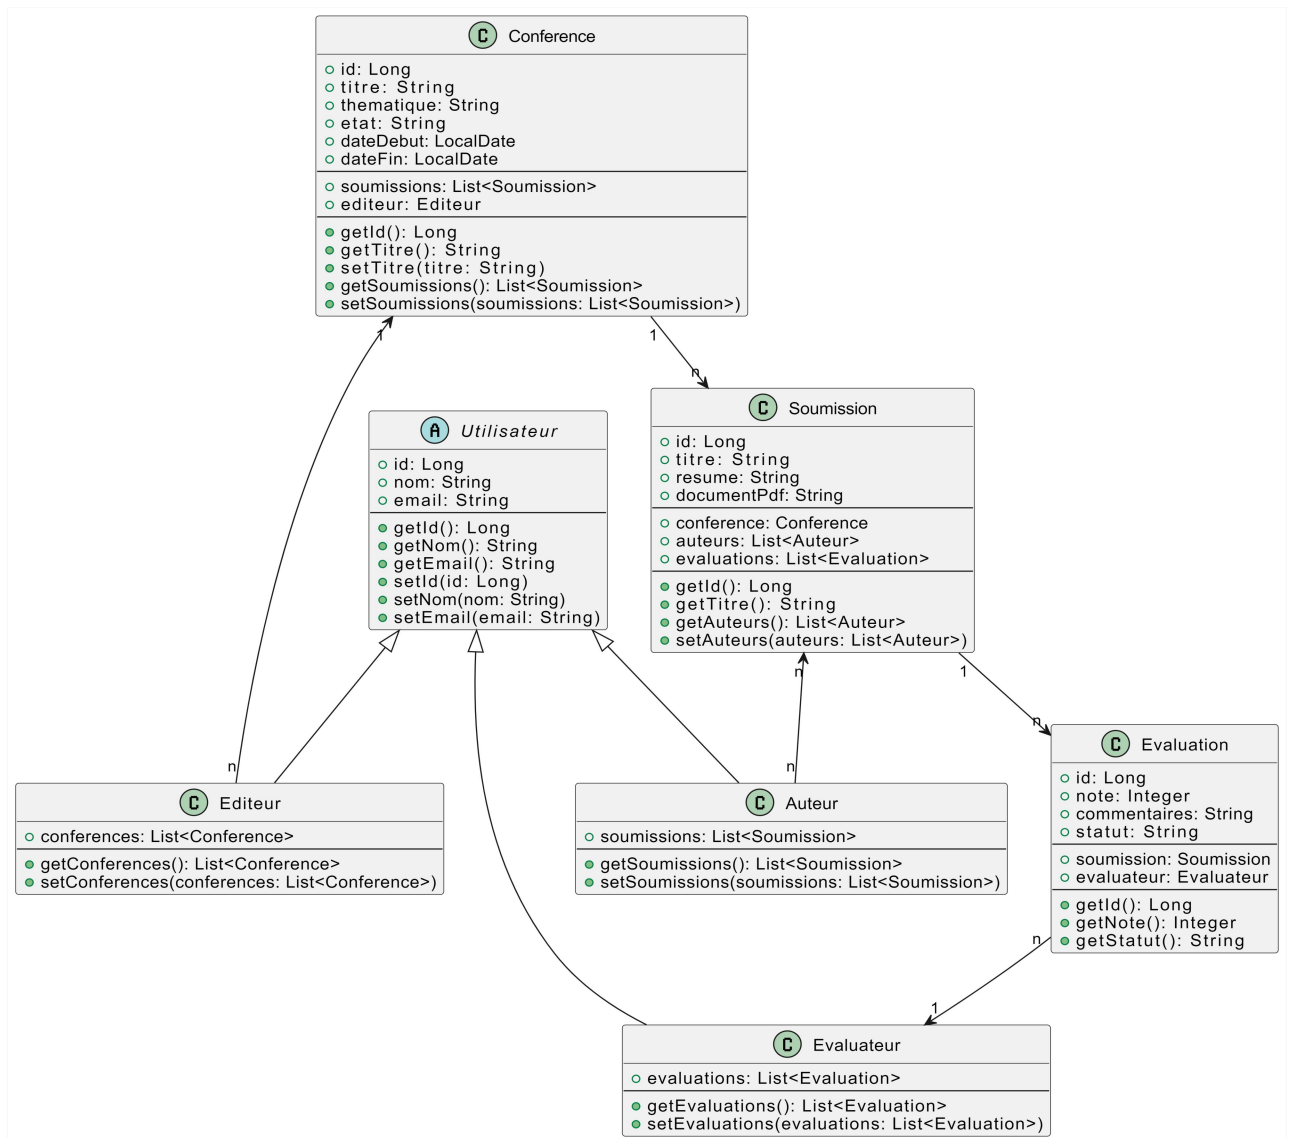 C Conference
id: Long
titre: String
thematique: String
etat: String
dateDebut: LocalDate
dateFin: LocalDate
soumissions: List<Soumission>
editeur: Editeur
getId(): Long
getTitre(): String
setTitre(titre: String)
getSoumissions(): List<Soumission>
setSoumissions(soumissions: List<Soumission>)
1
1
n
A Utilisateur
id: Long
nom: String
email: String
getId(): Long
getNom(): String
getEmail(): String
setId(id: Long)
setNom(nom: String)
setEmail(email: String)
C Soumission
id: Long
titre: String
resume: String
documentPdf: String
conference: Conference
auteurs: List<Auteur>
evaluations: List<Evaluation>
getId(): Long
getTitre(): String
getAuteurs(): List<Auteur>
setAuteurs(auteurs: List<Auteur>)
n
1
n
n
n
C Editeur
conferences: List<Conference>
getConferences(): List<Conference>
setConferences(conferences: List<Conference>)
C Auteur
soumissions: List<Soumission>
getSoumissions(): List<Soumission>
setSoumissions(soumissions: List<Soumission>)
C Evaluation
id: Long
note: Integer
commentaires: String
statut: String
soumission: Soumission
evaluateur: Evaluateur
getId(): Long
getNote(): Integer
getStatut(): String
n
1
C Evaluateur
evaluations: List<Evaluation>
getEvaluations(): List<Evaluation>
setEvaluations(evaluations: List<Evaluation>)